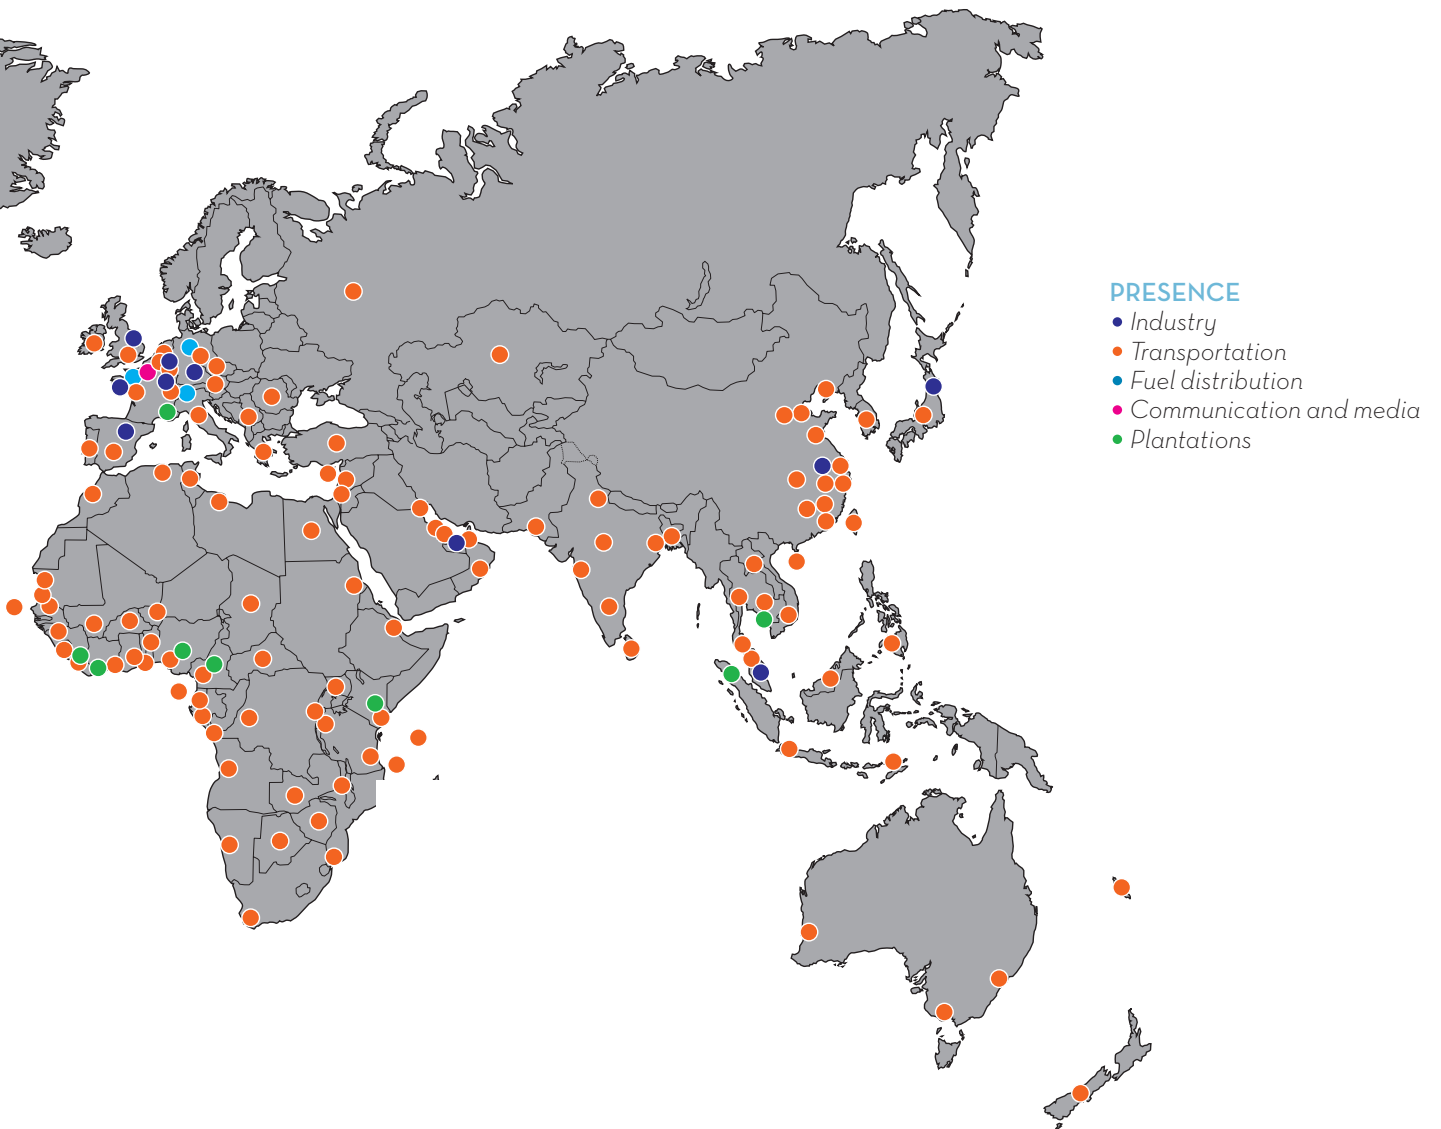 PRESENCE
Industry
Transportation
Fuel distribution
Communication and media
Plantations